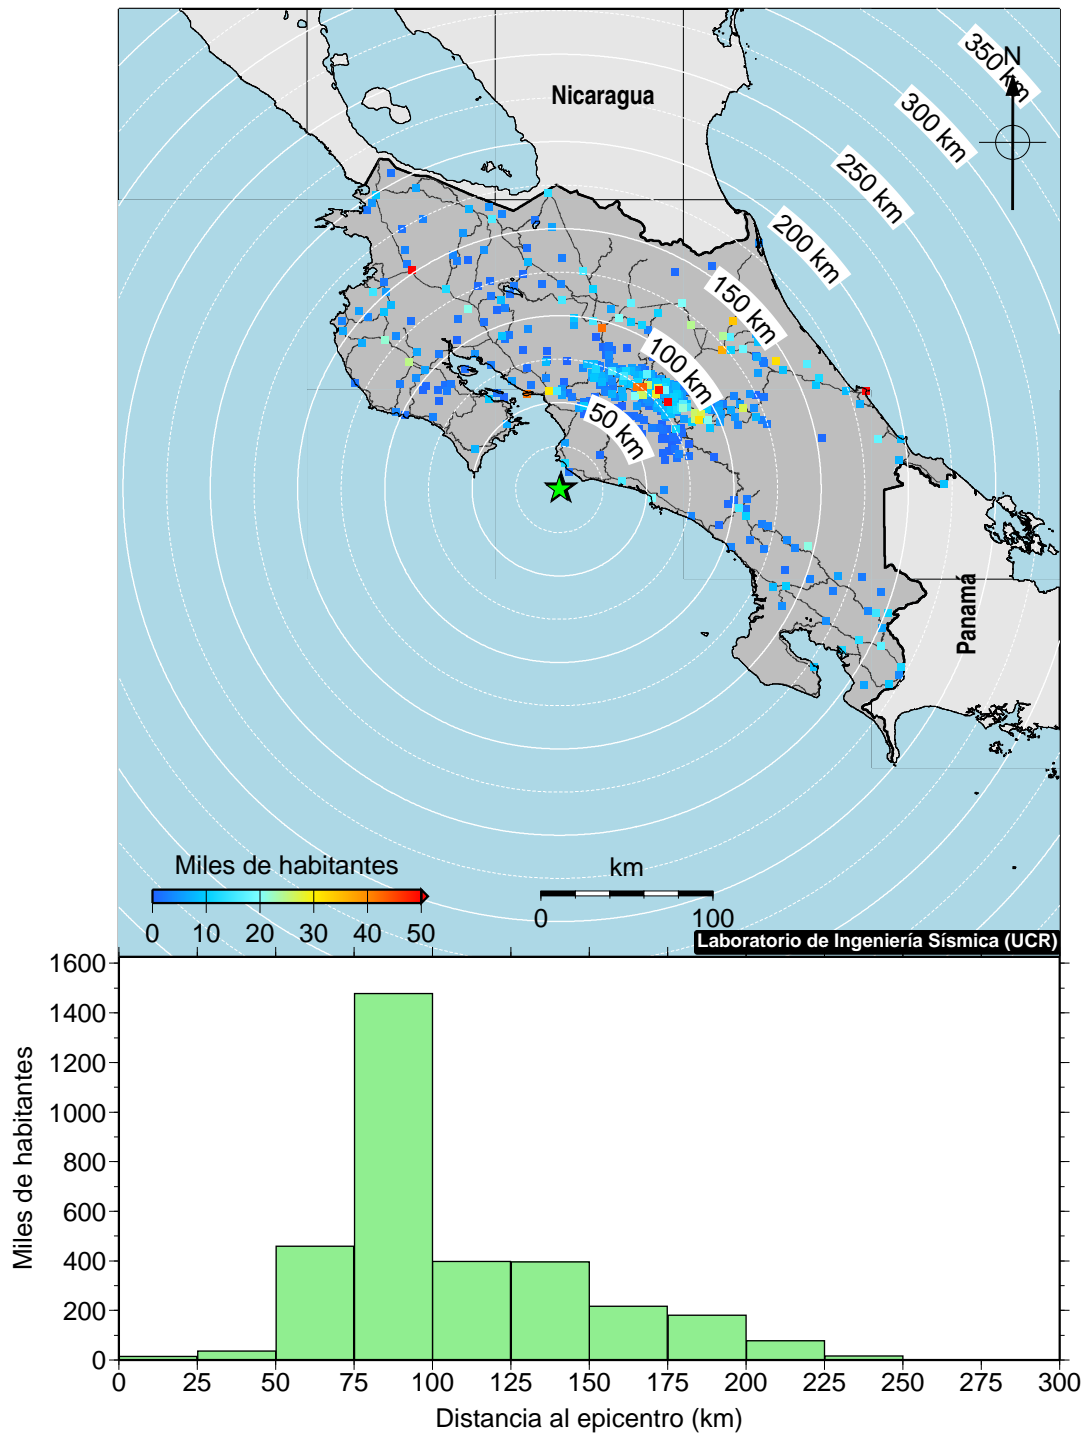 350 km
N
Nicaragua
300 km
250 km
200 km
150 km
100 km
50 km
Panamá
Miles de habitantes
0 10 20 30 40 50
km
0 100
Laboratorio de Ingeniería Sísmica (UCR)
1600
1400
1200
1000
800
600
400
200
0
Miles de habitantes
0 25 50 75 100 125 150 175 200 225 250 275 300
Distancia al epicentro (km)